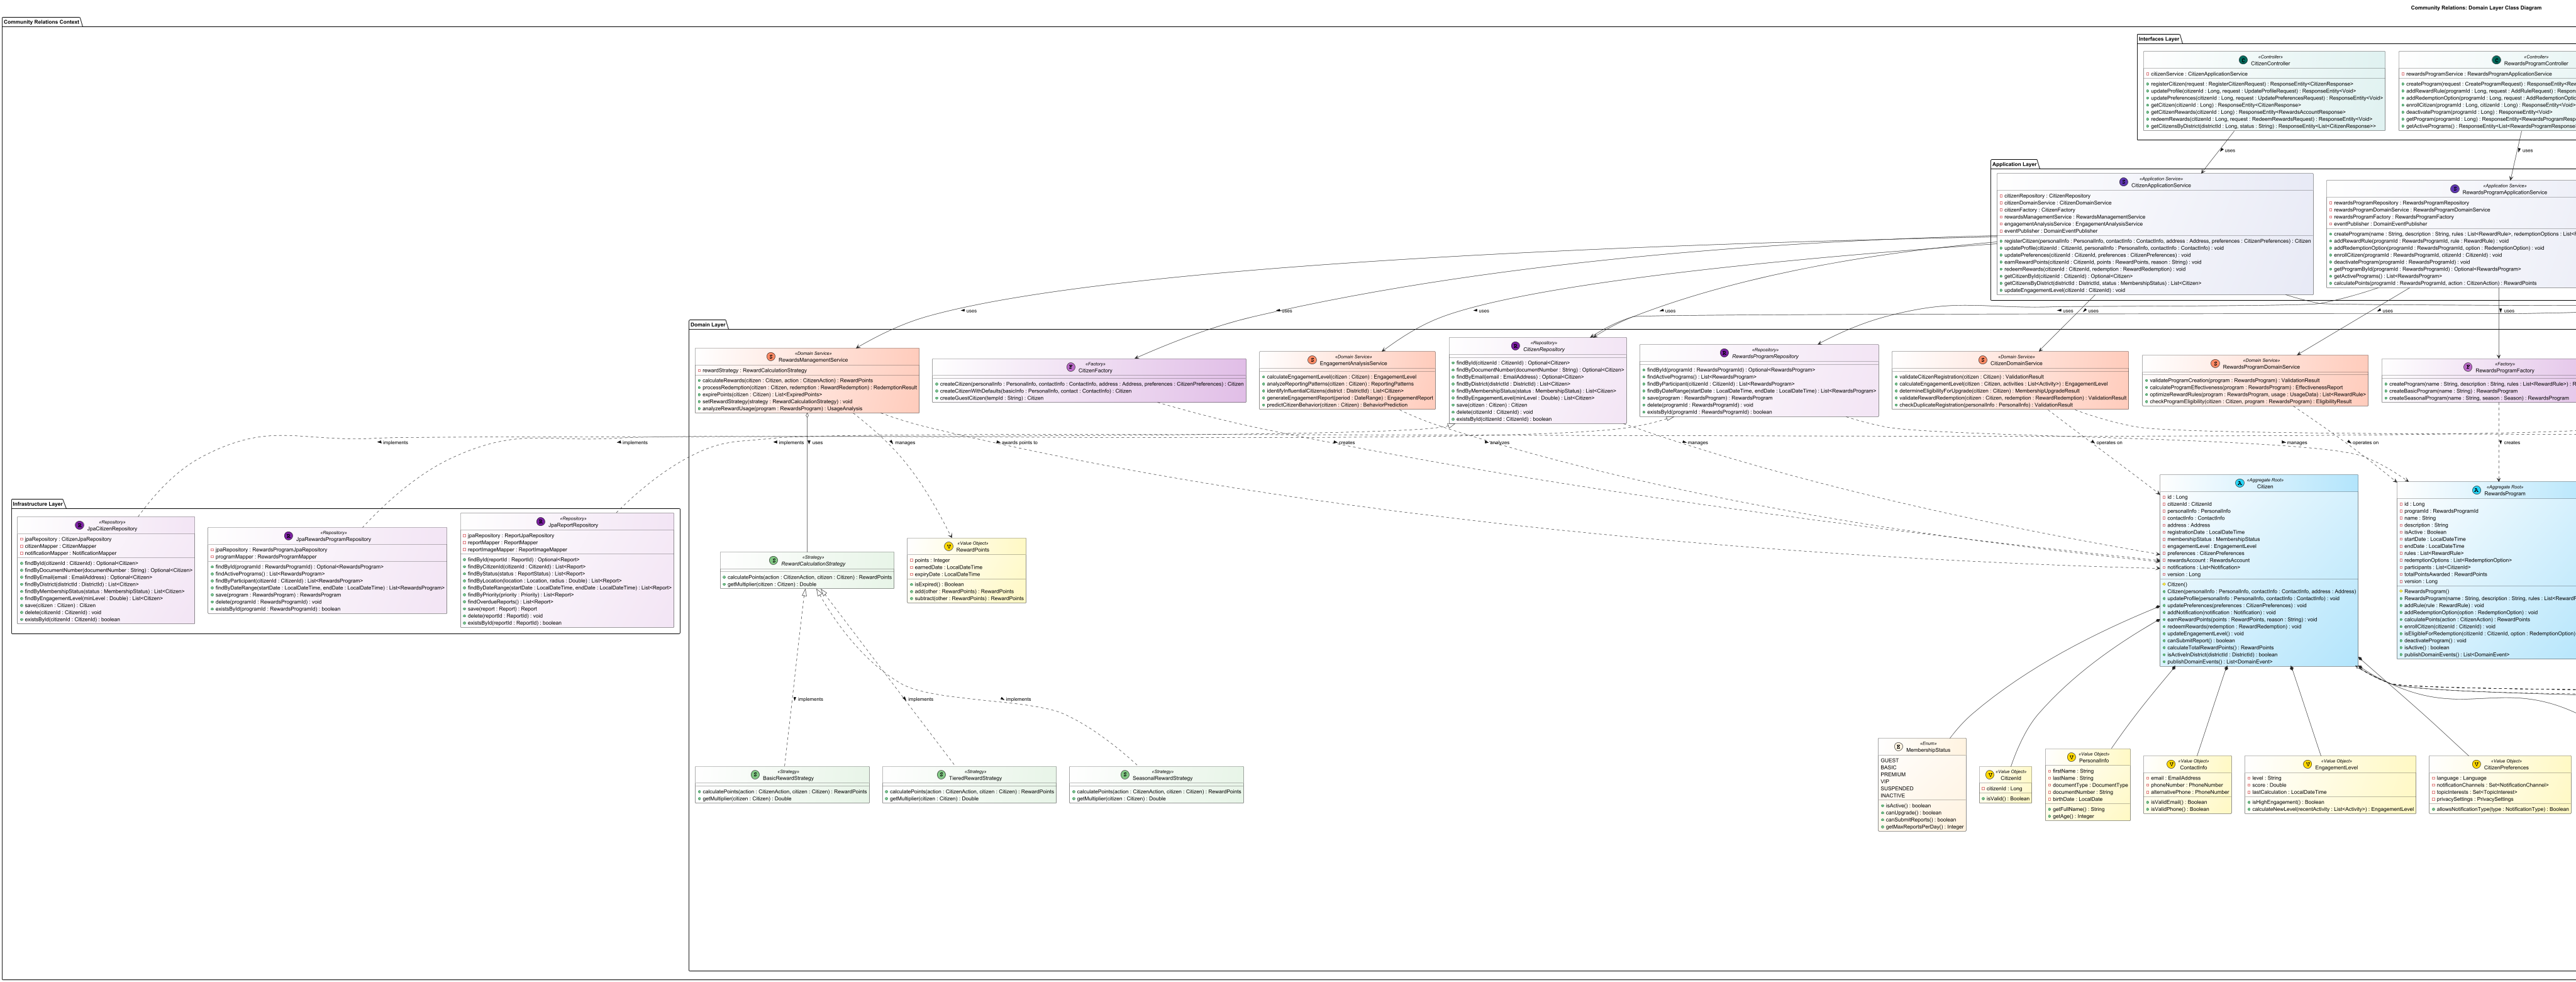 Community Relations: Domain Layer Class Diagram
Community Relations Context
Interfaces Layer
«Controller»
CitizenController
citizenService : CitizenApplicationService
registerCitizen(request : RegisterCitizenRequest) : ResponseEntity<CitizenResponse>
updateProfile(citizenId : Long, request : UpdateProfileRequest) : ResponseEntity<Void>
updatePreferences(citizenId : Long, request : UpdatePreferencesRequest) : ResponseEntity<Void>
getCitizen(citizenId : Long) : ResponseEntity<CitizenResponse>
getCitizenRewards(citizenId : Long) : ResponseEntity<RewardsAccountResponse>
redeemRewards(citizenId : Long, request : RedeemRewardsRequest) : ResponseEntity<Void>
getCitizensByDistrict(districtId : Long, status : String) : ResponseEntity<List<CitizenResponse>>
«Controller»
RewardsProgramController
rewardsProgramService : RewardsProgramApplicationService
createProgram(request : CreateProgramRequest) : ResponseEntity<Rew
addRewardRule(programId : Long, request : AddRuleRequest) : Respon
addRedemptionOption(programId : Long, request : AddRedemptionOptio
enrollCitizen(programId : Long, citizenId : Long) : ResponseEntity<Void>
deactivateProgram(programId : Long) : ResponseEntity<Void>
getProgram(programId : Long) : ResponseEntity<RewardsProgramResp
getActivePrograms() : ResponseEntity<List<RewardsProgramResponse
uses
uses
Application Layer
«Application Service»
CitizenApplicationService
citizenRepository : CitizenRepository
citizenDomainService : CitizenDomainService
citizenFactory : CitizenFactory
rewardsManagementService : RewardsManagementService
engagementAnalysisService : EngagementAnalysisService
eventPublisher : DomainEventPublisher
registerCitizen(personalInfo : PersonalInfo, contactInfo : ContactInfo, address : Address, preferences : CitizenPreferences) : Citizen
updateProfile(citizenId : CitizenId, personalInfo : PersonalInfo, contactInfo : ContactInfo) : void
updatePreferences(citizenId : CitizenId, preferences : CitizenPreferences) : void
earnRewardPoints(citizenId : CitizenId, points : RewardPoints, reason : String) : void
redeemRewards(citizenId : CitizenId, redemption : RewardRedemption) : void
getCitizenById(citizenId : CitizenId) : Optional<Citizen>
getCitizensByDistrict(districtId : DistrictId, status : MembershipStatus) : List<Citizen>
updateEngagementLevel(citizenId : CitizenId) : void
«Application Service»
RewardsProgramApplicationService
rewardsProgramRepository : RewardsProgramRepository
rewardsProgramDomainService : RewardsProgramDomainService
rewardsProgramFactory : RewardsProgramFactory
eventPublisher : DomainEventPublisher
createProgram(name : String, description : String, rules : List<RewardRule>, redemptionOptions : List<R
addRewardRule(programId : RewardsProgramId, rule : RewardRule) : void
addRedemptionOption(programId : RewardsProgramId, option : RedemptionOption) : void
enrollCitizen(programId : RewardsProgramId, citizenId : CitizenId) : void
deactivateProgram(programId : RewardsProgramId) : void
getProgramById(programId : RewardsProgramId) : Optional<RewardsProgram>
getActivePrograms() : List<RewardsProgram>
calculatePoints(programId : RewardsProgramId, action : CitizenAction) : RewardPoints
uses
uses
uses
uses
uses
uses
uses
uses
Domain Layer
«Domain Service»
RewardsManagementService
rewardStrategy : RewardCalculationStrategy
calculateRewards(citizen : Citizen, action : CitizenAction) : RewardPoints
processRedemption(citizen : Citizen, redemption : RewardRedemption) : RedemptionResult
expirePoints(citizen : Citizen) : List<ExpiredPoints>
setRewardStrategy(strategy : RewardCalculationStrategy) : void
analyzeRewardUsage(program : RewardsProgram) : UsageAnalysis
«Factory»
CitizenFactory
createCitizen(personalInfo : PersonalInfo, contactInfo : ContactInfo, address : Address, preferences : CitizenPreferences) : Citizen
createCitizenWithDefaults(basicInfo : PersonalInfo, contact : ContactInfo) : Citizen
createGuestCitizen(tempId : String) : Citizen
«Domain Service»
EngagementAnalysisService
calculateEngagementLevel(citizen : Citizen) : EngagementLevel
analyzeReportingPatterns(citizen : Citizen) : ReportingPatterns
identifyInfluentialCitizens(district : DistrictId) : List<Citizen>
generateEngagementReport(period : DateRange) : EngagementReport
predictCitizenBehavior(citizen : Citizen) : BehaviorPrediction
«Repository»
CitizenRepository
findById(citizenId : CitizenId) : Optional<Citizen>
findByDocumentNumber(documentNumber : String) : Optional<Citizen>
findByEmail(email : EmailAddress) : Optional<Citizen>
findByDistrict(districtId : DistrictId) : List<Citizen>
findByMembershipStatus(status : MembershipStatus) : List<Citizen>
findByEngagementLevel(minLevel : Double) : List<Citizen>
save(citizen : Citizen) : Citizen
delete(citizenId : CitizenId) : void
existsById(citizenId : CitizenId) : boolean
«Repository»
RewardsProgramRepository
findById(programId : RewardsProgramId) : Optional<RewardsProgram>
findActivePrograms() : List<RewardsProgram>
findByParticipant(citizenId : CitizenId) : List<RewardsProgram>
findByDateRange(startDate : LocalDateTime, endDate : LocalDateTime) : List<RewardsProgram>
save(program : RewardsProgram) : RewardsProgram
delete(programId : RewardsProgramId) : void
existsById(programId : RewardsProgramId) : boolean
«Domain Service»
CitizenDomainService
validateCitizenRegistration(citizen : Citizen) : ValidationResult
calculateEngagementLevel(citizen : Citizen, activities : List<Activity>) : EngagementLevel
determineEligibilityForUpgrade(citizen : Citizen) : MembershipUpgradeResult
validateRewardRedemption(citizen : Citizen, redemption : RewardRedemption) : ValidationResult
checkDuplicateRegistration(personalInfo : PersonalInfo) : ValidationResult
«Domain Service»
RewardsProgramDomainService
validateProgramCreation(program : RewardsProgram) : ValidationResult
calculateProgramEffectiveness(program : RewardsProgram) : EffectivenessReport
optimizeRewardRules(program : RewardsProgram, usage : UsageData) : List<RewardRule>
checkProgramEligibility(citizen : Citizen, program : RewardsProgram) : EligibilityResult
«Factory»
RewardsProgramFactory
createProgram(name : String, description : String, rules : List<RewardRule>) : R
createBasicProgram(name : String) : RewardsProgram
createSeasonalProgram(name : String, season : Season) : RewardsProgram
implements
implements
implements
uses
manages
awards points to
creates
analyzes
manages
operates on
manages
operates on
creates
Infrastructure Layer
«Repository»
JpaCitizenRepository
jpaRepository : CitizenJpaRepository
citizenMapper : CitizenMapper
notificationMapper : NotificationMapper
findById(citizenId : CitizenId) : Optional<Citizen>
findByDocumentNumber(documentNumber : String) : Optional<Citizen>
findByEmail(email : EmailAddress) : Optional<Citizen>
findByDistrict(districtId : DistrictId) : List<Citizen>
findByMembershipStatus(status : MembershipStatus) : List<Citizen>
findByEngagementLevel(minLevel : Double) : List<Citizen>
save(citizen : Citizen) : Citizen
delete(citizenId : CitizenId) : void
existsById(citizenId : CitizenId) : boolean
«Repository»
JpaRewardsProgramRepository
jpaRepository : RewardsProgramJpaRepository
programMapper : RewardsProgramMapper
findById(programId : RewardsProgramId) : Optional<RewardsProgram>
findActivePrograms() : List<RewardsProgram>
findByParticipant(citizenId : CitizenId) : List<RewardsProgram>
findByDateRange(startDate : LocalDateTime, endDate : LocalDateTime) : List<RewardsProgram>
save(program : RewardsProgram) : RewardsProgram
delete(programId : RewardsProgramId) : void
existsById(programId : RewardsProgramId) : boolean
«Repository»
JpaReportRepository
jpaRepository : ReportJpaRepository
reportMapper : ReportMapper
reportImageMapper : ReportImageMapper
findById(reportId : ReportId) : Optional<Report>
findByCitizenId(citizenId : CitizenId) : List<Report>
findByStatus(status : ReportStatus) : List<Report>
findByLocation(location : Location, radius : Double) : List<Report>
findByDateRange(startDate : LocalDateTime, endDate : LocalDateTime) : List<Report>
findByPriority(priority : Priority) : List<Report>
findOverdueReports() : List<Report>
save(report : Report) : Report
delete(reportId : ReportId) : void
existsById(reportId : ReportId) : boolean
«Strategy»
RewardCalculationStrategy
calculatePoints(action : CitizenAction, citizen : Citizen) : RewardPoints
getMultiplier(citizen : Citizen) : Double
«Value Object»
RewardPoints
points : Integer
earnedDate : LocalDateTime
expiryDate : LocalDateTime
isExpired() : Boolean
add(other : RewardPoints) : RewardPoints
subtract(other : RewardPoints) : RewardPoints
«Aggregate Root»
Citizen
id : Long
citizenId : CitizenId
personalInfo : PersonalInfo
contactInfo : ContactInfo
address : Address
registrationDate : LocalDateTime
membershipStatus : MembershipStatus
engagementLevel : EngagementLevel
preferences : CitizenPreferences
rewardsAccount : RewardsAccount
notifications : List<Notification>
version : Long
Citizen()
Citizen(personalInfo : PersonalInfo, contactInfo : ContactInfo, address : Address)
updateProfile(personalInfo : PersonalInfo, contactInfo : ContactInfo) : void
updatePreferences(preferences : CitizenPreferences) : void
addNotification(notification : Notification) : void
earnRewardPoints(points : RewardPoints, reason : String) : void
redeemRewards(redemption : RewardRedemption) : void
updateEngagementLevel() : void
canSubmitReport() : boolean
calculateTotalRewardPoints() : RewardPoints
isActiveInDistrict(districtId : DistrictId) : boolean
publishDomainEvents() : List<DomainEvent>
«Aggregate Root»
RewardsProgram
id : Long
programId : RewardsProgramId
name : String
description : String
isActive : Boolean
startDate : LocalDateTime
endDate : LocalDateTime
rules : List<RewardRule>
redemptionOptions : List<RedemptionOption>
participants : List<CitizenId>
totalPointsAwarded : RewardPoints
version : Long
RewardsProgram()
RewardsProgram(name : String, description : String, rules : List<RewardR
addRule(rule : RewardRule) : void
addRedemptionOption(option : RedemptionOption) : void
calculatePoints(action : CitizenAction) : RewardPoints
enrollCitizen(citizenId : CitizenId) : void
isEligibleForRedemption(citizenId : CitizenId, option : RedemptionOption)
deactivateProgram() : void
isActive() : boolean
publishDomainEvents() : List<DomainEvent>
implements
implements
implements
«Strategy»
BasicRewardStrategy
calculatePoints(action : CitizenAction, citizen : Citizen) : RewardPoints
getMultiplier(citizen : Citizen) : Double
«Strategy»
TieredRewardStrategy
calculatePoints(action : CitizenAction, citizen : Citizen) : RewardPoints
getMultiplier(citizen : Citizen) : Double
«Strategy»
SeasonalRewardStrategy
calculatePoints(action : CitizenAction, citizen : Citizen) : RewardPoints
getMultiplier(citizen : Citizen) : Double
«Enum»
MembershipStatus
GUEST
BASIC
PREMIUM
VIP
SUSPENDED
INACTIVE
isActive() : boolean
canUpgrade() : boolean
canSubmitReports() : boolean
getMaxReportsPerDay() : Integer
«Value Object»
CitizenId
citizenId : Long
isValid() : Boolean
«Value Object»
PersonalInfo
firstName : String
lastName : String
documentType : DocumentType
documentNumber : String
birthDate : LocalDate
getFullName() : String
getAge() : Integer
«Value Object»
ContactInfo
email : EmailAddress
phoneNumber : PhoneNumber
alternativePhone : PhoneNumber
isValidEmail() : Boolean
isValidPhone() : Boolean
«Value Object»
EngagementLevel
level : String
score : Double
lastCalculation : LocalDateTime
isHighEngagement() : Boolean
calculateNewLevel(recentActivity : List<Activity>) : EngagementLevel
«Value Object»
CitizenPreferences
language : Language
notificationChannels : Set<NotificationChannel>
topicInterests : Set<TopicInterest>
privacySettings : PrivacySettings
allowsNotificationType(type : NotificationType) : Boolean